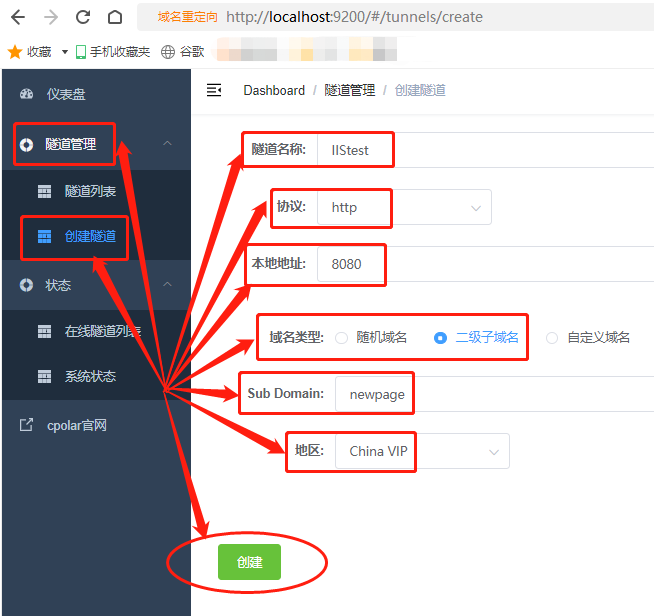 域名重定向 http://localhost:9200/#/tunnels/create
收藏 手机收藏夹 谷歌
仪表盘
隧道管理
隧道列表
创建隧道
状态
在线隧道列表
系统状态
cpolar官网
Dashboard / 隧道管理 / 创建隧道
隧道名称: IIStest
协议: http
本地地址: 8080
域名类型: 随机域名 二级子域名 自定义域名
Sub Domain: newpage
地区: China VIP
创建